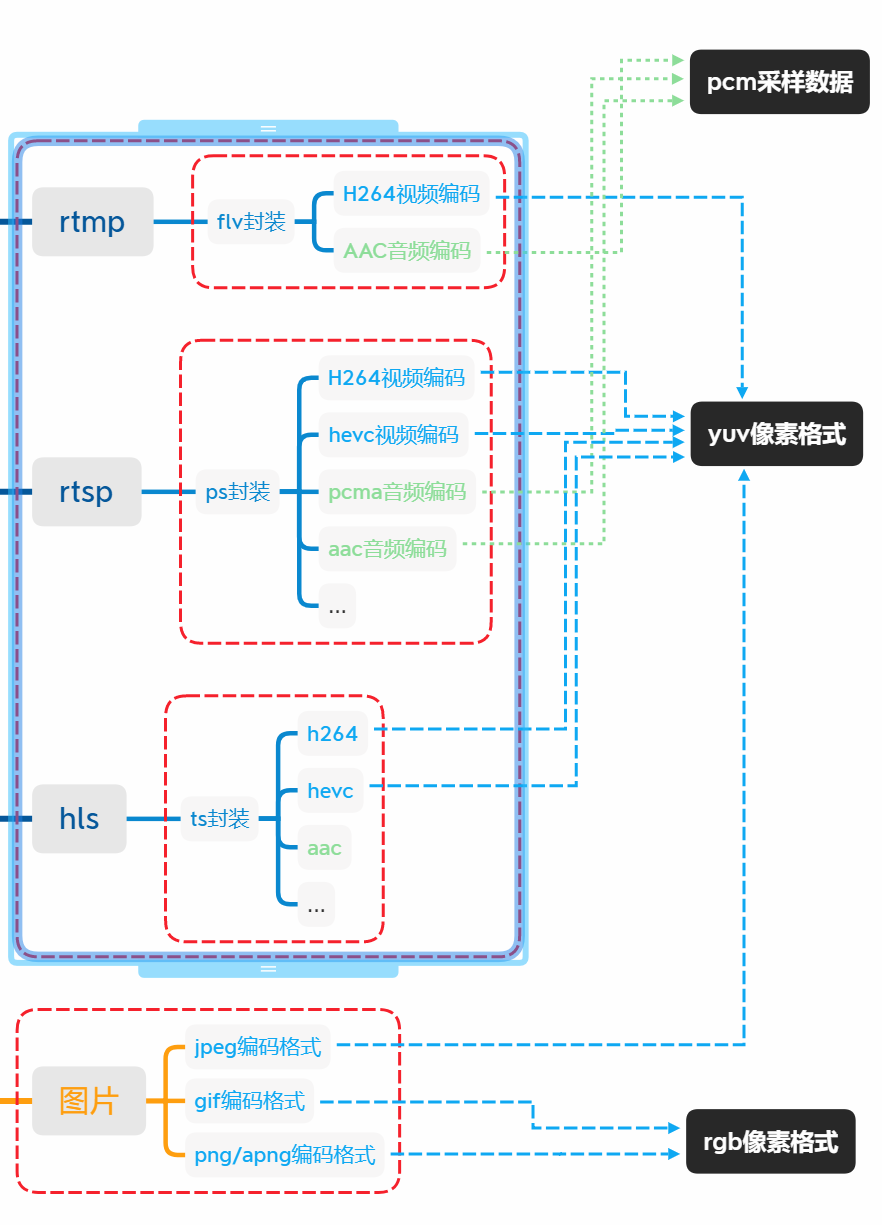 pcm采样数据
rtmp
flv封装
H264视频编码
AAC音频编码
rtsp
ps封装
H264视频编码
hevc视频编码
pcma音频编码
aac音频编码
...
yuv像素格式
hls
ts封装
h264
hevc
aac
...
图片
jpeg编码格式
gif编码格式
png/apng编码格式
rgb像素格式